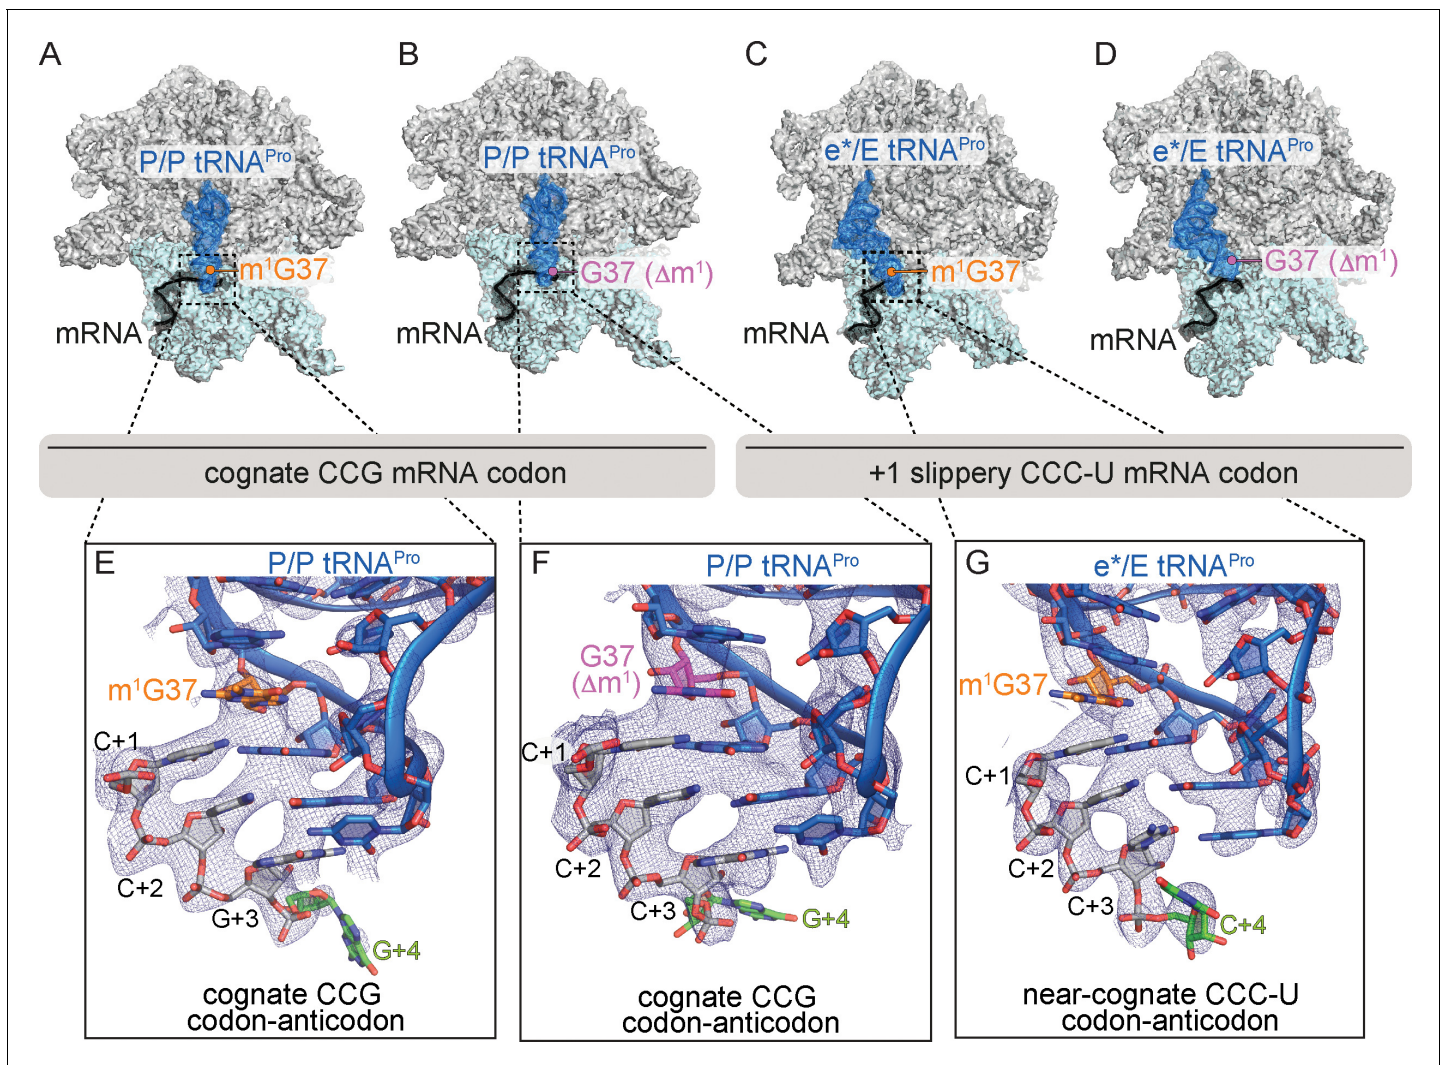 A
B
C
D
P/P tRNAPro
P/P tRNAPro
e*/E tRNAPro
e*/E tRNAPro
m¹G37
G37 (Δm¹)
m¹G37
G37 (Δm¹)
mRNA
mRNA
mRNA
mRNA
cognate CCG mRNA codon
+1 slippery CCC-U mRNA codon
E
P/P tRNAPro
m¹G37
C+1
C+2
G+3
G+4
cognate CCG
codon-anticodon
F
P/P tRNAPro
G37
(Δm¹)
C+1
C+2
C+3
G+4
cognate CCG
codon-anticodon
G
e*/E tRNAPro
m¹G37
C+1
C+2
C+3
C+4
near-cognate CCC-U
codon-anticodon